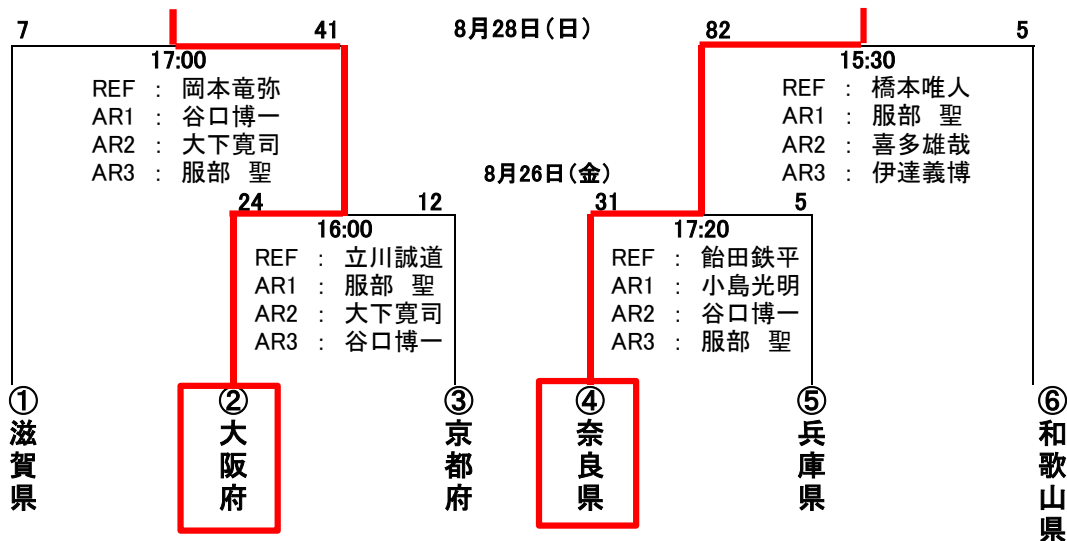 7 41 8月28日(日) 82 5
17:00
REF : 岡本竜弥
AR1 : 谷口博一
AR2 : 大下寛司
AR3 : 服部 聖
15:30
REF : 橋本唯人
AR1 : 服部 聖
AR2 : 喜多雄哉
AR3 : 伊達義博
8月26日(金)
24 12
16:00
REF : 立川誠道
AR1 : 服部 聖
AR2 : 大下寛司
AR3 : 谷口博一
31 5
17:20
REF : 飴田鉄平
AR1 : 小島光明
AR2 : 谷口博一
AR3 : 服部 聖
①滋賀県
②大阪府
③京都府
④奈良県
⑤兵庫県
⑥和歌山県